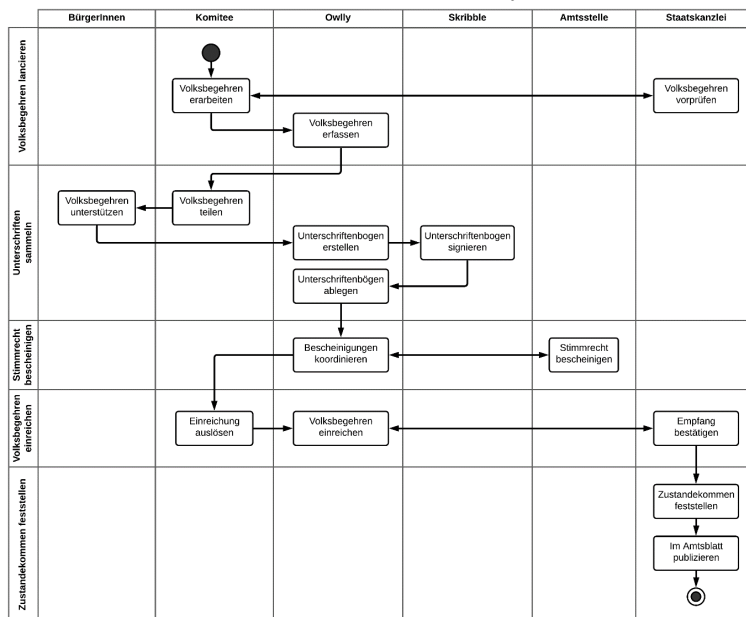 BürgerInnen
Komitee
Owlly
Skribble
Amtsstelle
Staatskanzlei
Volksbegehren lancieren
Volksbegehren
erarbeiten
Volksbegehren
vorprüfen
Volksbegehren
erfassen
Unterschriften
sammeln
Volksbegehren
unterstützen
Volksbegehren
teilen
Unterschriftenbogen
erstellen
Unterschriftenbogen
signieren
Unterschriftenbögen
ablegen
Stimmrecht
bescheinigen
Bescheinigungen
koordinieren
Stimmrecht
bescheinigen
Volksbegehren
einreichen
Einreichung
auslösen
Volksbegehren
einreichen
Empfang
bestätigen
Zustandekommen feststellen
Zustandekommen
feststellen
Im Amtsblatt
publizieren